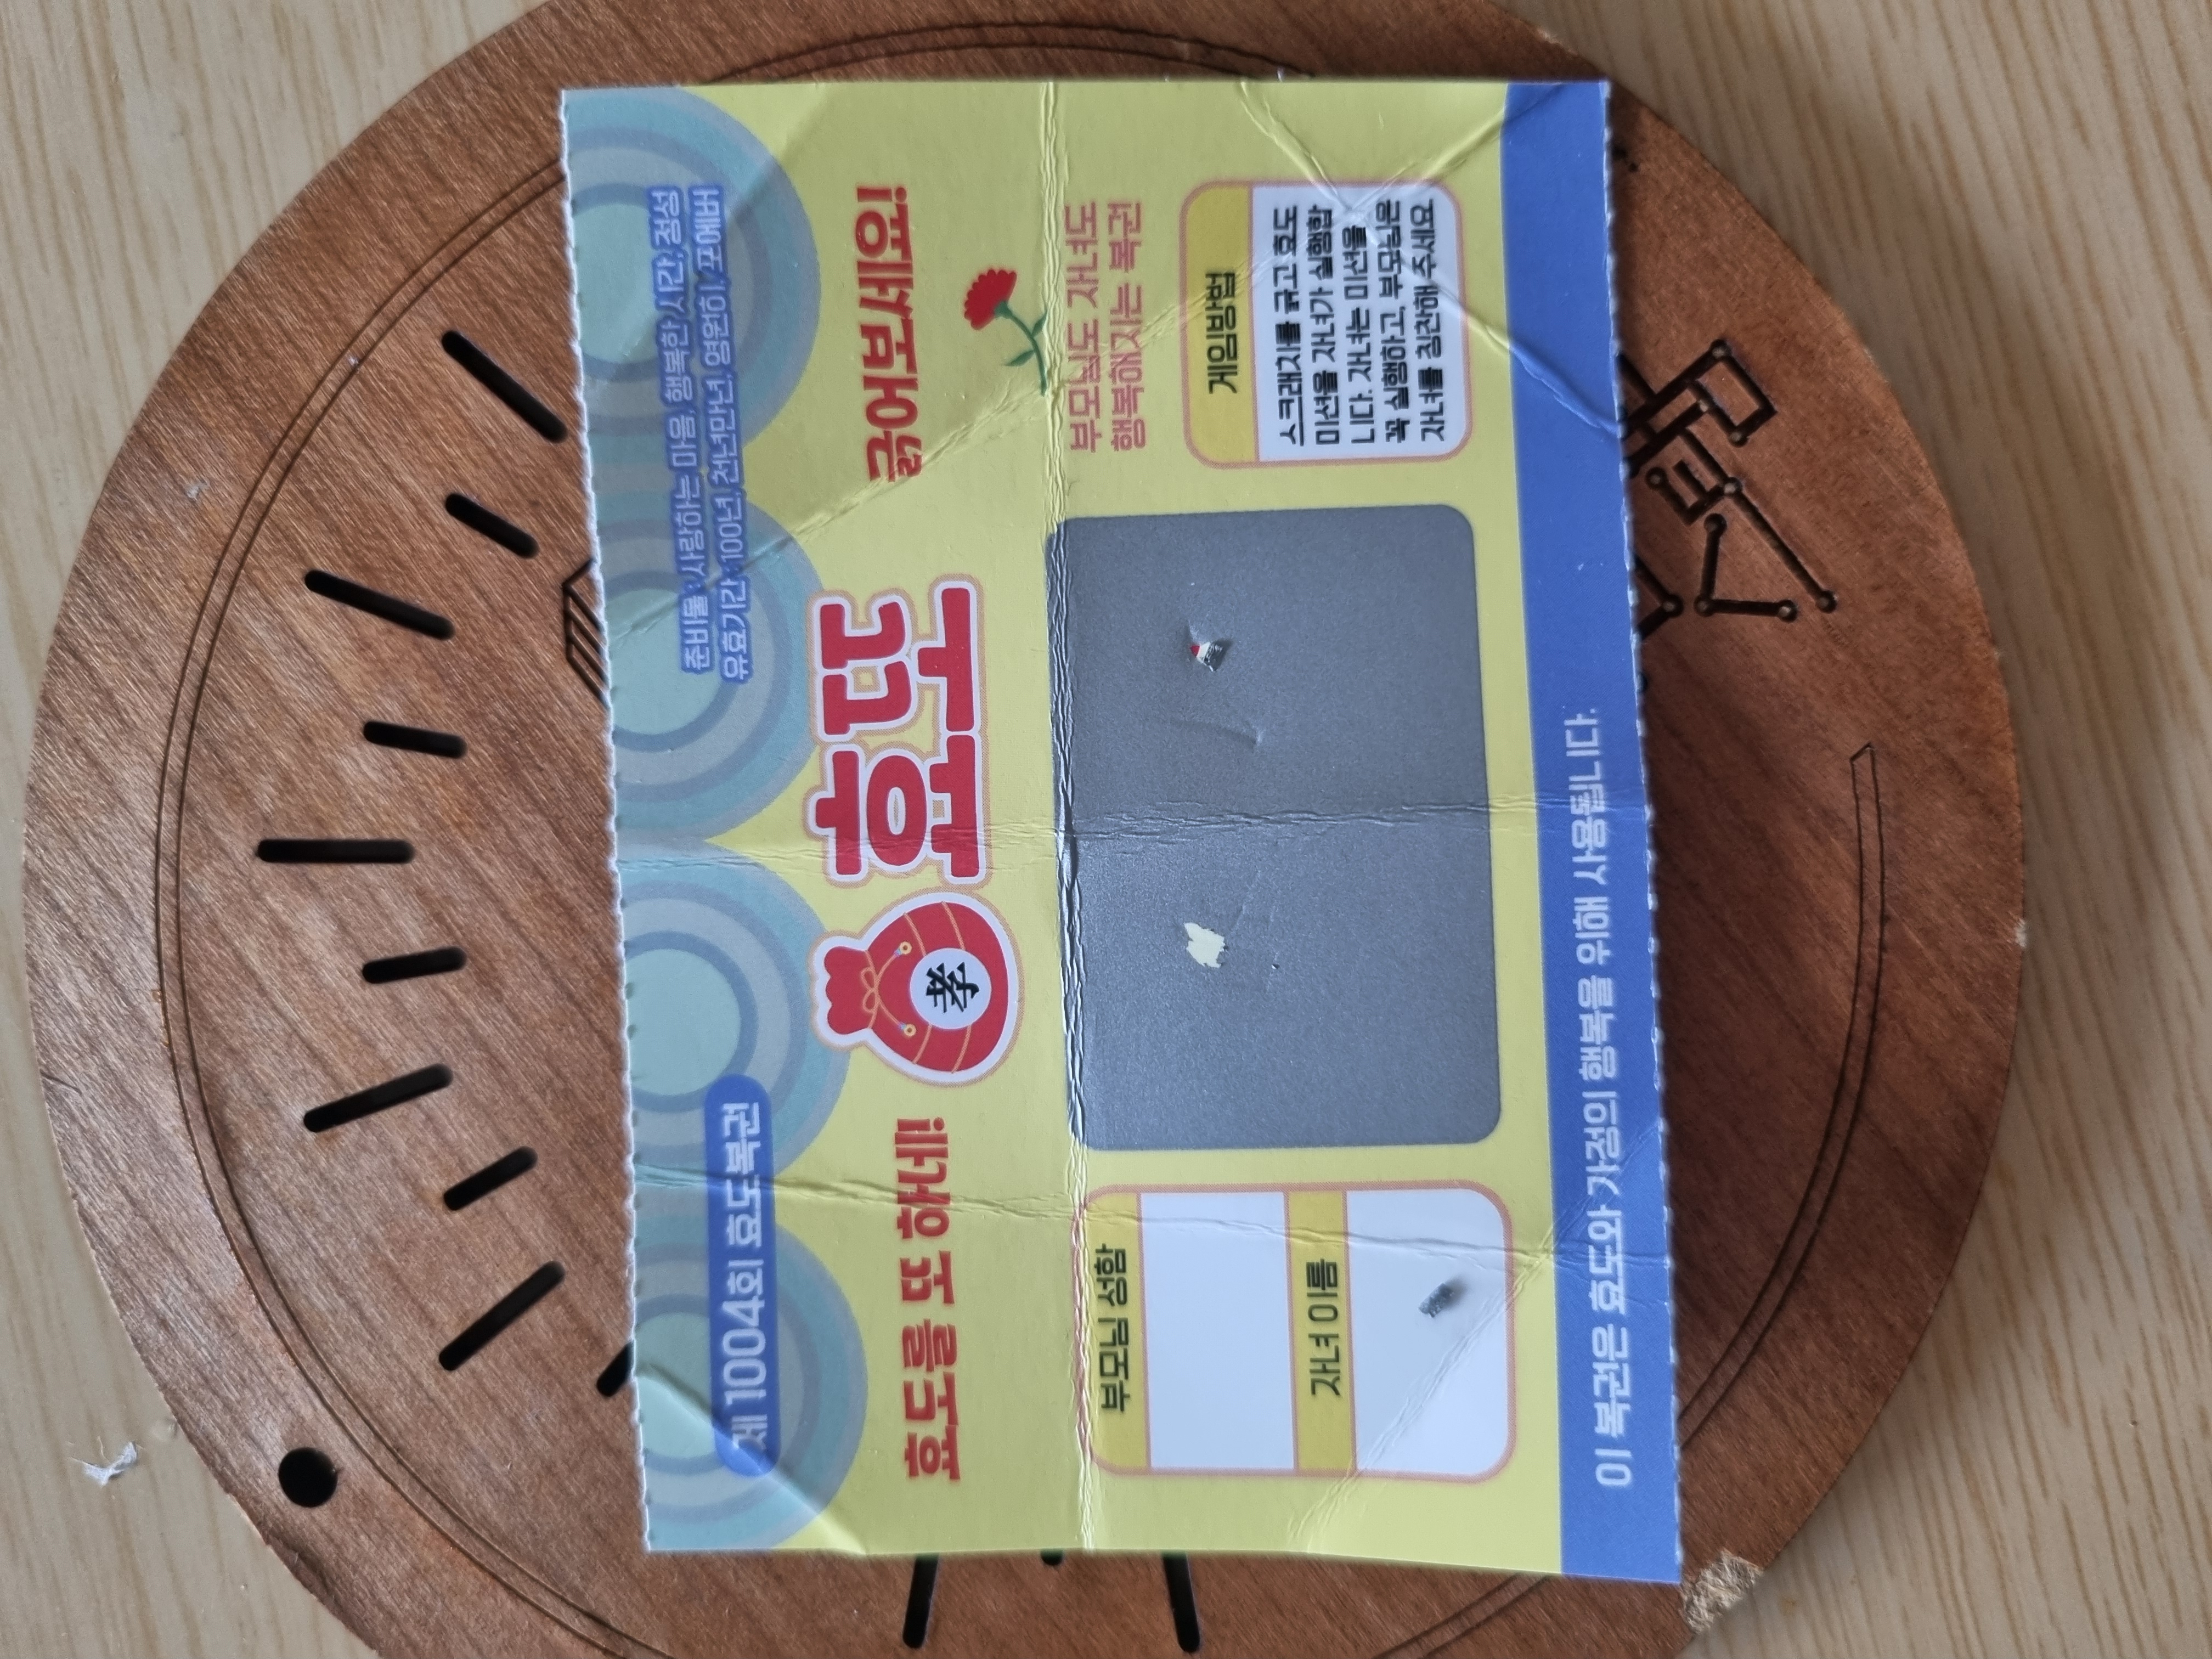 준비물 : 사랑하는 마음, 행복한 시간, 정성
유효기간 : 100년, 천년만년, 영원히, 포에버
제 1004회 효도복권
효도를 또 하네!
孝
효또
긁어보세요!
부모님도 자녀도
행복해지는 복권
부모님 성함
자녀 이름
게임방법
스크래치를 긁고 효도
미션을 자녀가 실행합
니다. 자녀는 미션을
꼭 실행하고, 부모님은
자녀를 칭찬해 주세요.
이 복권은 효도와 가정의 행복을 위해 사용됩니다.